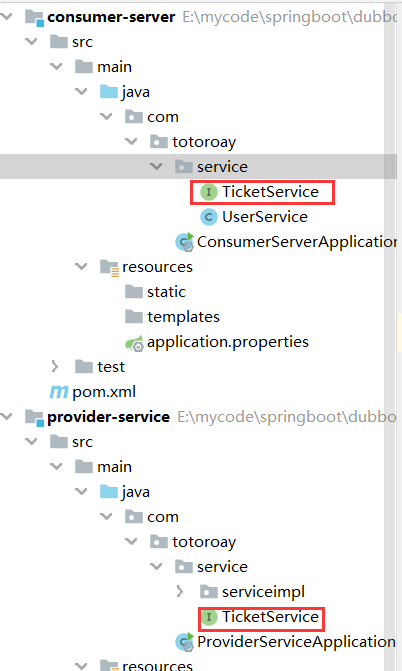 consumer-server E:\mycode\springboot\dubbo
src
main
java
com
totoroay
service
TicketService
UserService
ConsumerServerApplication
resources
static
templates
application.properties
test
pom.xml
provider-service E:\mycode\springboot\dubbo
src
main
java
com
totoroay
service
serviceimpl
TicketService
ProviderServiceApplication
resources